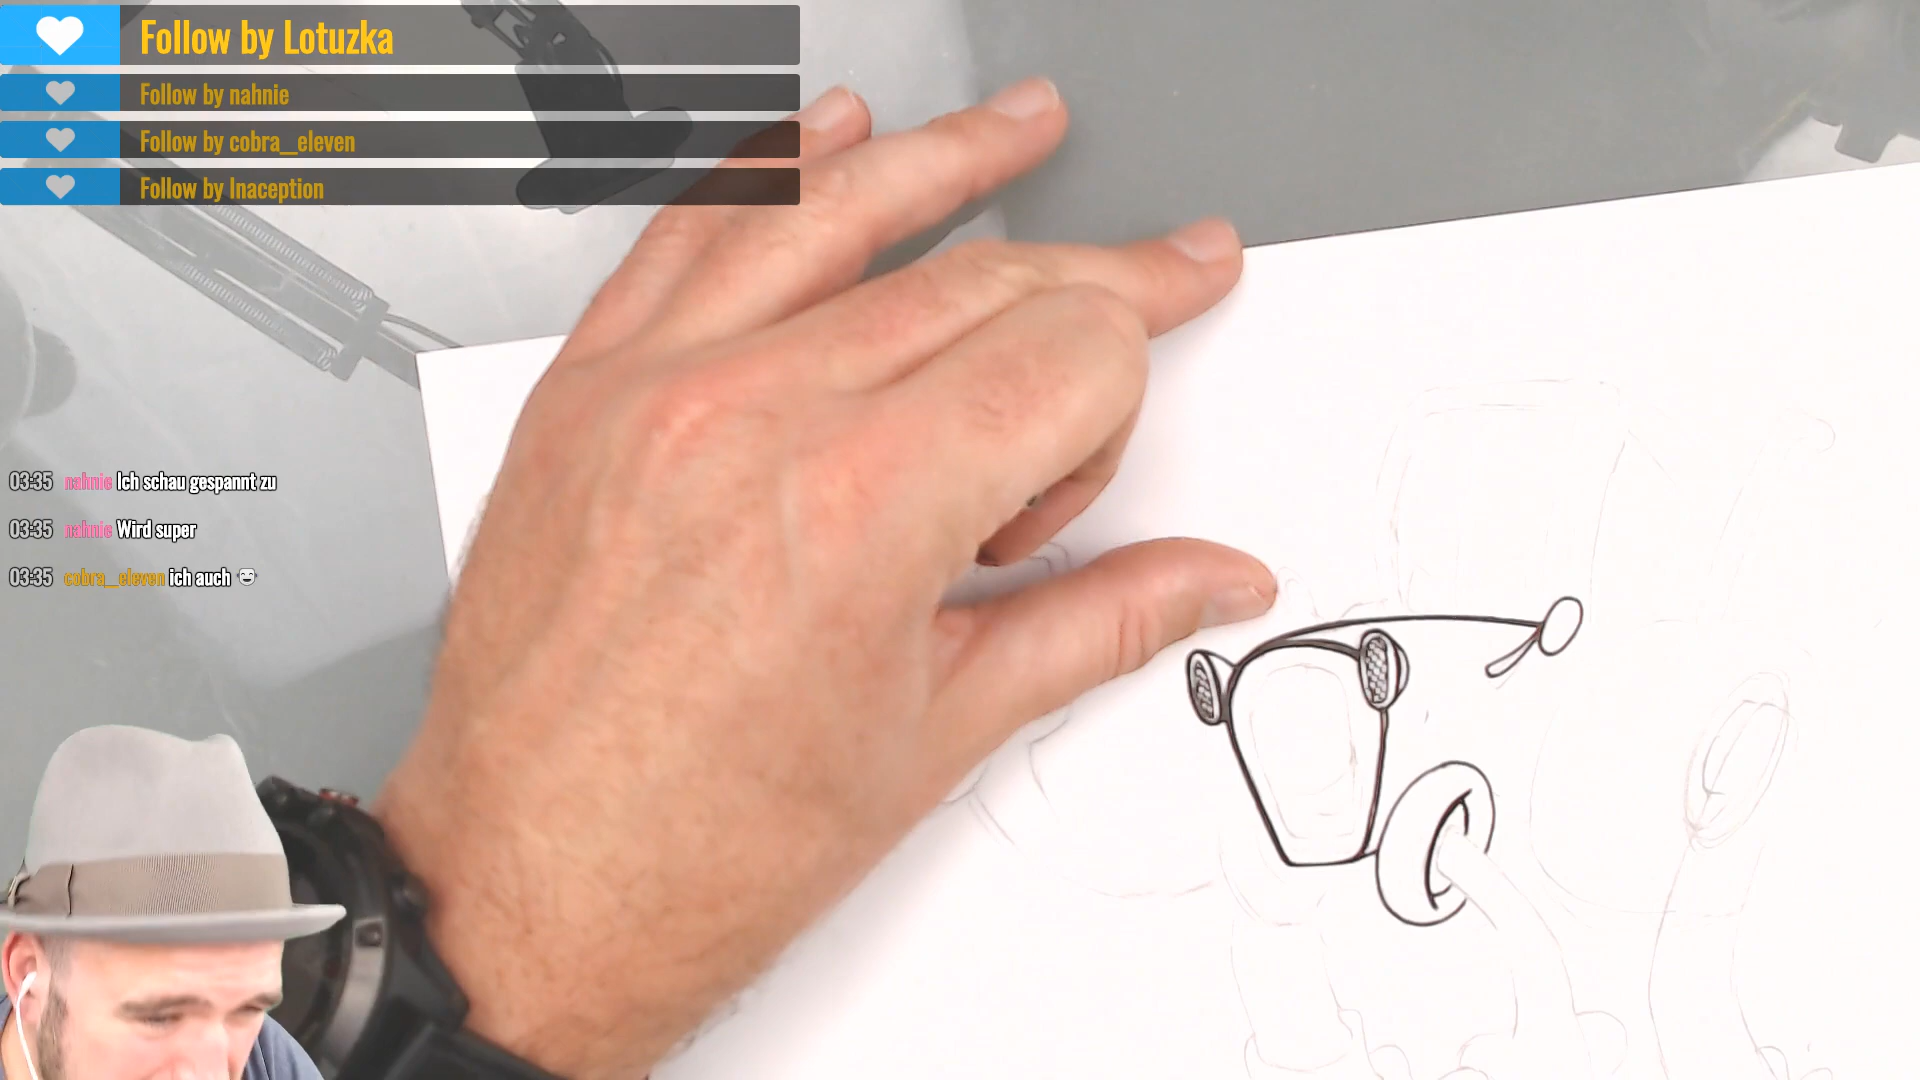 Follow by Lotuzka
Follow by nahnie
Follow by cobra__eleven
Follow by Inaception
03:35 nahnie Ich schau gespannt zu
03:35 nahnie Wird super
03:35 cobra__eleven ich auch